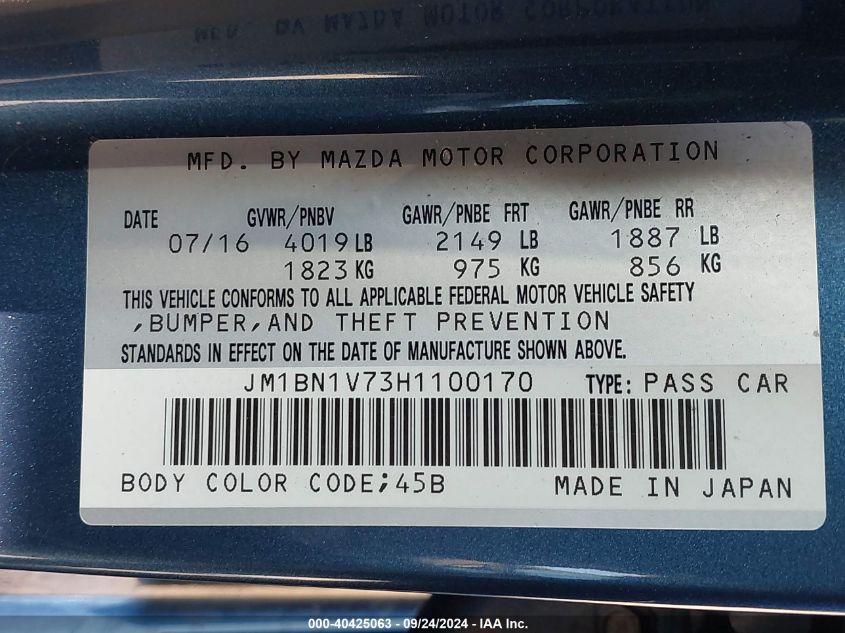 MFD. BY MAZDA MOTOR CORPORATION
DATE GVWR/PNBV GAWR/PNBE FRT GAWR/PNBE RR
07/16 4019 LB 2149 LB 1887 LB
1823 KG 975 KG 856 KG
THIS VEHICLE CONFORMS TO ALL APPLICABLE FEDERAL MOTOR VEHICLE SAFETY
,BUMPER,AND THEFT PREVENTION
STANDARDS IN EFFECT ON THE DATE OF MANUFACTURE SHOWN ABOVE.
JM1BN1V73H1100170 TYPE: PASS CAR
BODY COLOR CODE;45B MADE IN JAPAN
000-40425063 - 09/24/2024 - IAA Inc.